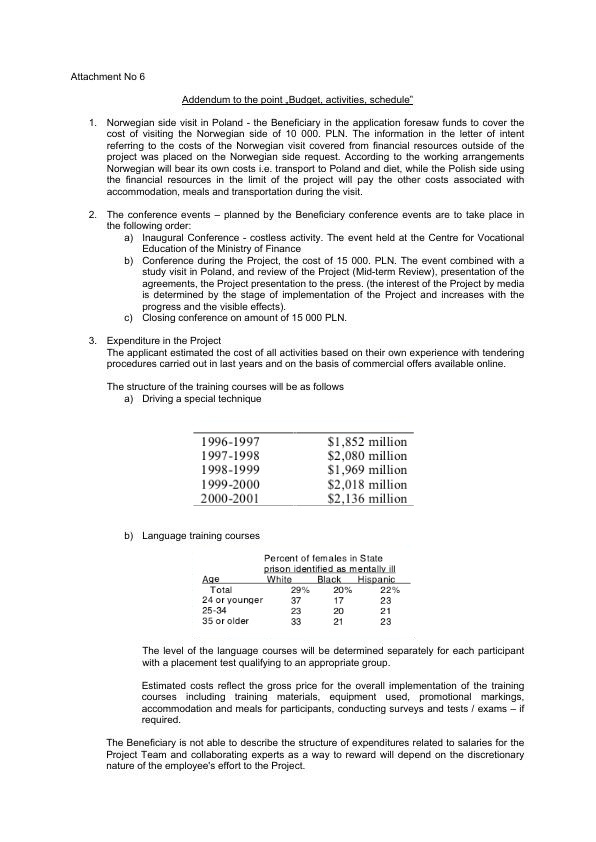 Attachment No 6
Addendum to the point „Budget, activities, schedule”
1. Norwegian side visit in Poland - the Beneficiary in the application foresaw funds to cover the
cost of visiting the Norwegian side of 10 000. PLN. The information in the letter of intent
referring to the costs of the Norwegian visit covered from financial resources outside of the
project was placed on the Norwegian side request. According to the working arrangements
Norwegian will bear its own costs i.e. transport to Poland and diet, while the Polish side using
the financial resources in the limit of the project will pay the other costs associated with
accommodation, meals and transportation during the visit.
2. The conference events – planned by the Beneficiary conference events are to take place in
the following order:
a) Inaugural Conference - costless activity. The event held at the Centre for Vocational
Education of the Ministry of Finance
b) Conference during the Project, the cost of 15 000. PLN. The event combined with a
study visit in Poland, and review of the Project (Mid-term Review), presentation of the
agreements, the Project presentation to the press. (the interest of the Project by media
is determined by the stage of implementation of the Project and increases with the
progress and the visible effects).
c) Closing conference on amount of 15 000 PLN.
3. Expenditure in the Project
The applicant estimated the cost of all activities based on their own experience with tendering
procedures carried out in last years and on the basis of commercial offers available online.
The structure of the training courses will be as follows
a) Driving a special technique
1996-1997 $1,852 million
1997-1998 $2,080 million
1998-1999 $1,969 million
1999-2000 $2,018 million
2000-2001 $2,136 million
b) Language training courses
Percent of females in State
prison identified as mentally ill
Age White Black Hispanic
Total 29% 20% 22%
24 or younger 37 17 23
25-34 23 20 21
35 or older 33 21 23
The level of the language courses will be determined separately for each participant
with a placement test qualifying to an appropriate group.
Estimated costs reflect the gross price for the overall implementation of the training
courses including training materials, equipment used, promotional markings,
accommodation and meals for participants, conducting surveys and tests / exams – if
required.
The Beneficiary is not able to describe the structure of expenditures related to salaries for the
Project Team and collaborating experts as a way to reward will depend on the discretionary
nature of the employee's effort to the Project.